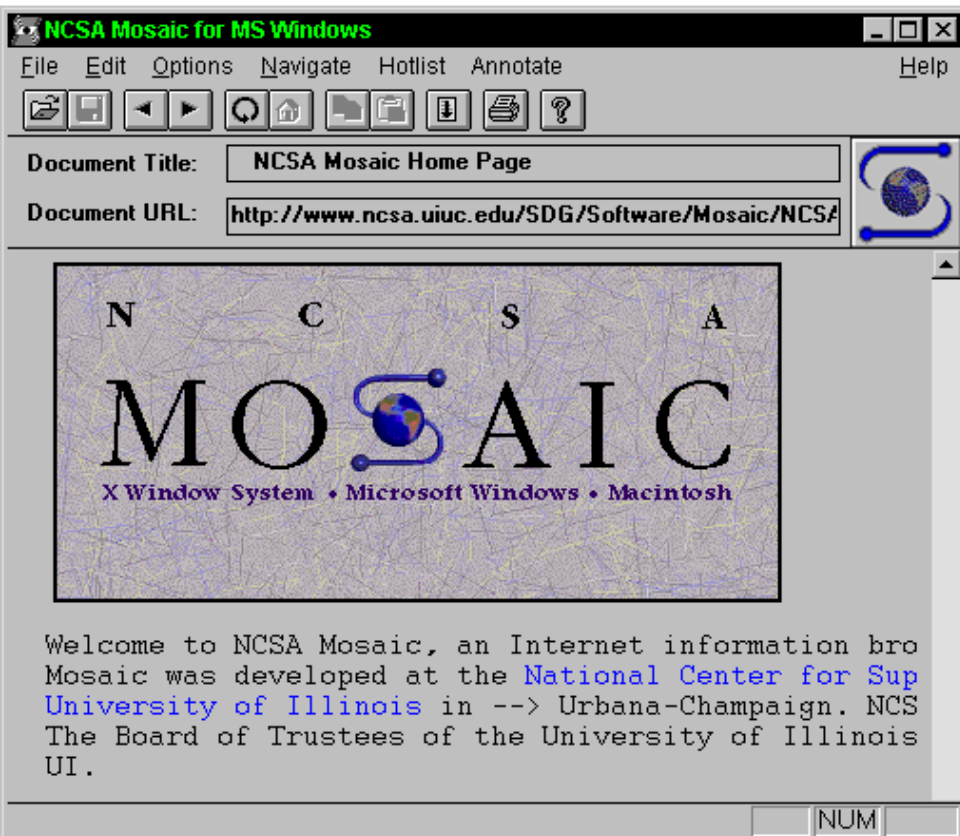 NCSA Mosaic for MS Windows
File Edit Options Navigate Hotlist Annotate Help
Document Title: NCSA Mosaic Home Page
Document URL: http://www.ncsa.uiuc.edu/SDG/Software/Mosaic/NCSA
N C S A
MOSAIC
X Window System • Microsoft Windows • Macintosh
Welcome to NCSA Mosaic, an Internet information bro
Mosaic was developed at the National Center for Sup
University of Illinois in --> Urbana-Champaign. NCS
The Board of Trustees of the University of Illinois
UI.
NUM